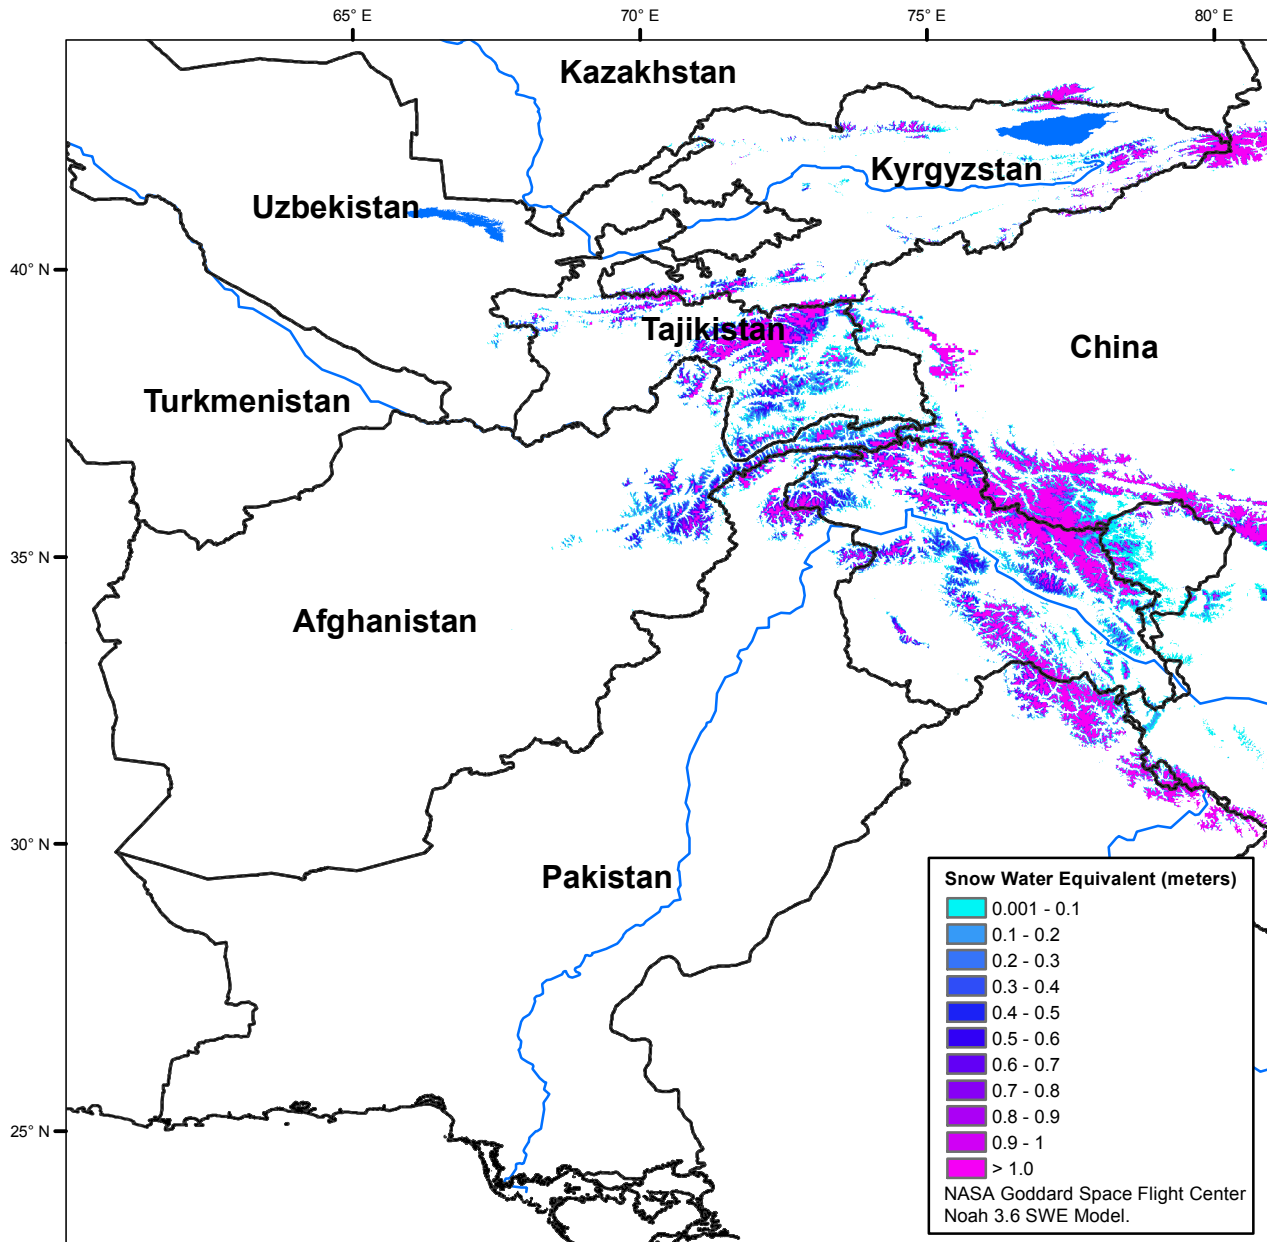 65° E
70° E
75° E
80° E
Kazakhstan
Kyrgyzstan
Uzbekistan
40° N
Tajikistan
China
Turkmenistan
35° N
Afghanistan
30° N
Pakistan
25° N
Snow Water Equivalent (meters)
0.001 - 0.1
0.1 - 0.2
0.2 - 0.3
0.3 - 0.4
0.4 - 0.5
0.5 - 0.6
0.6 - 0.7
0.7 - 0.8
0.8 - 0.9
0.9 - 1
> 1.0
NASA Goddard Space Flight Center
Noah 3.6 SWE Model.